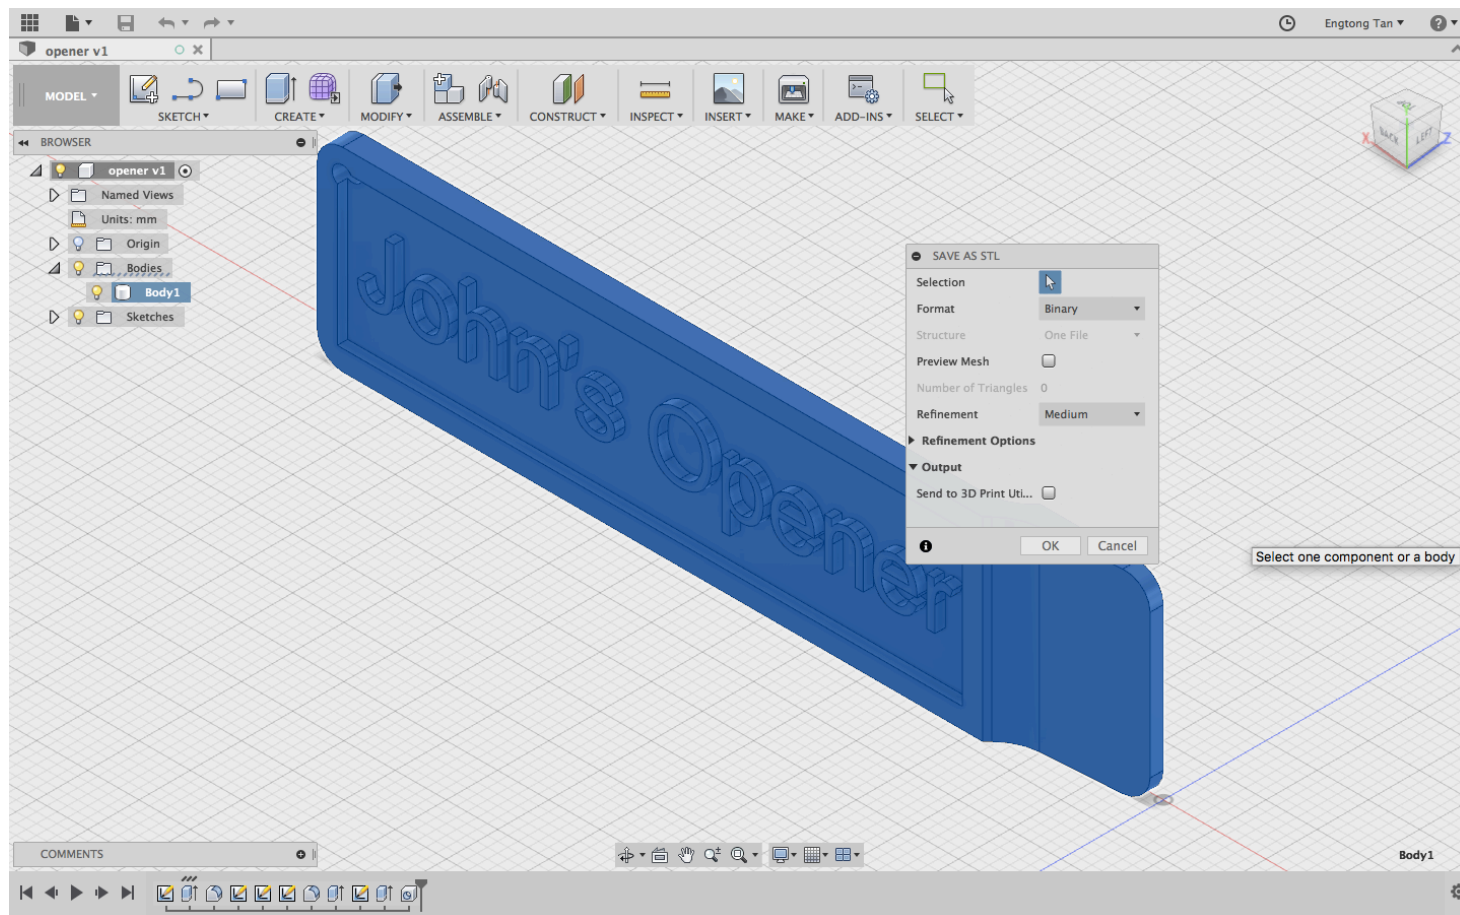 Engtong Tan
opener v1
MODEL
SKETCH
CREATE
MODIFY
ASSEMBLE
CONSTRUCT
INSPECT
INSERT
MAKE
ADD-INS
SELECT
BROWSER
opener v1
Named Views
Units: mm
Origin
Bodies
Body1
Sketches
BACK
LEFT
X
Z
John's Opener
SAVE AS STL
Selection
Format Binary
Structure One File
Preview Mesh
Number of Triangles 0
Refinement Medium
Refinement Options
Output
Send to 3D Print Uti...
OK Cancel
Select one component or a body
COMMENTS
Body1